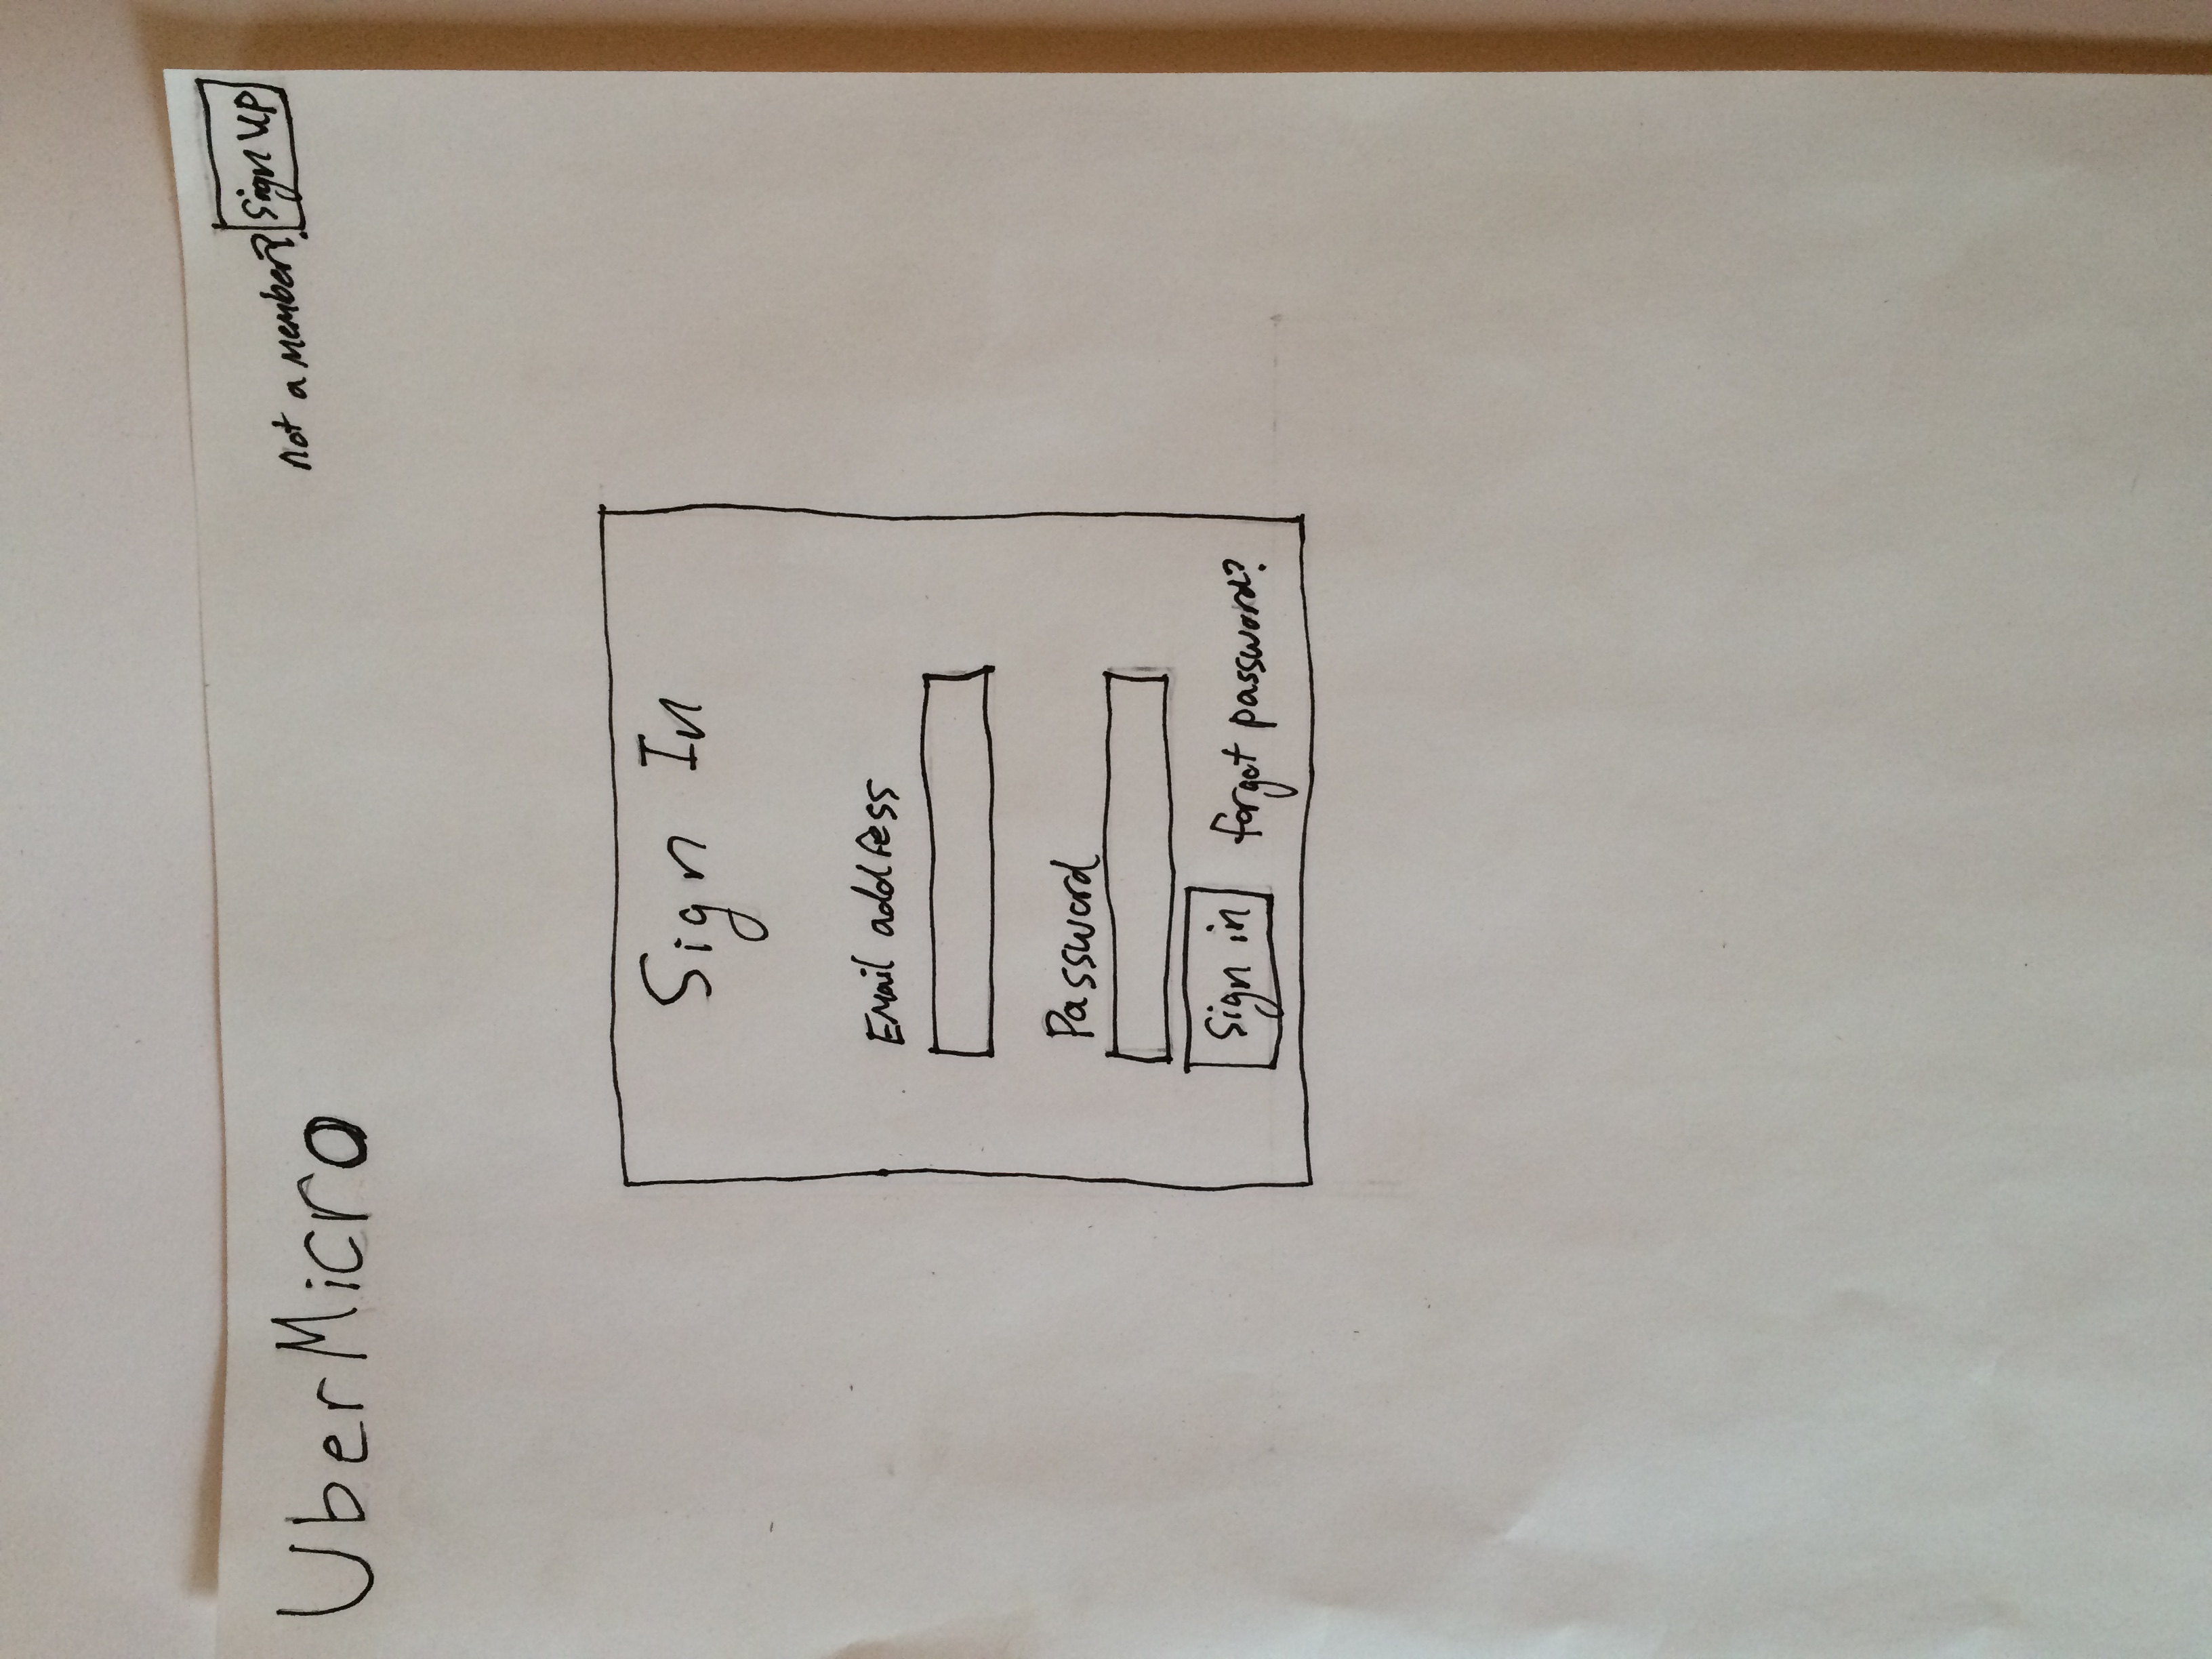 UberMicro
not a member? Sign up
Sign In
Email address
Password
Sign in forgot password?